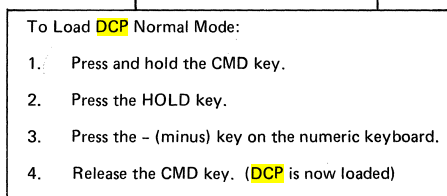 To Load DCP Normal Mode:
1. Press and hold the CMD key.
2. Press the HOLD key.
3. Press the – (minus) key on the numeric keyboard.
4. Release the CMD key. (DCP is now loaded)